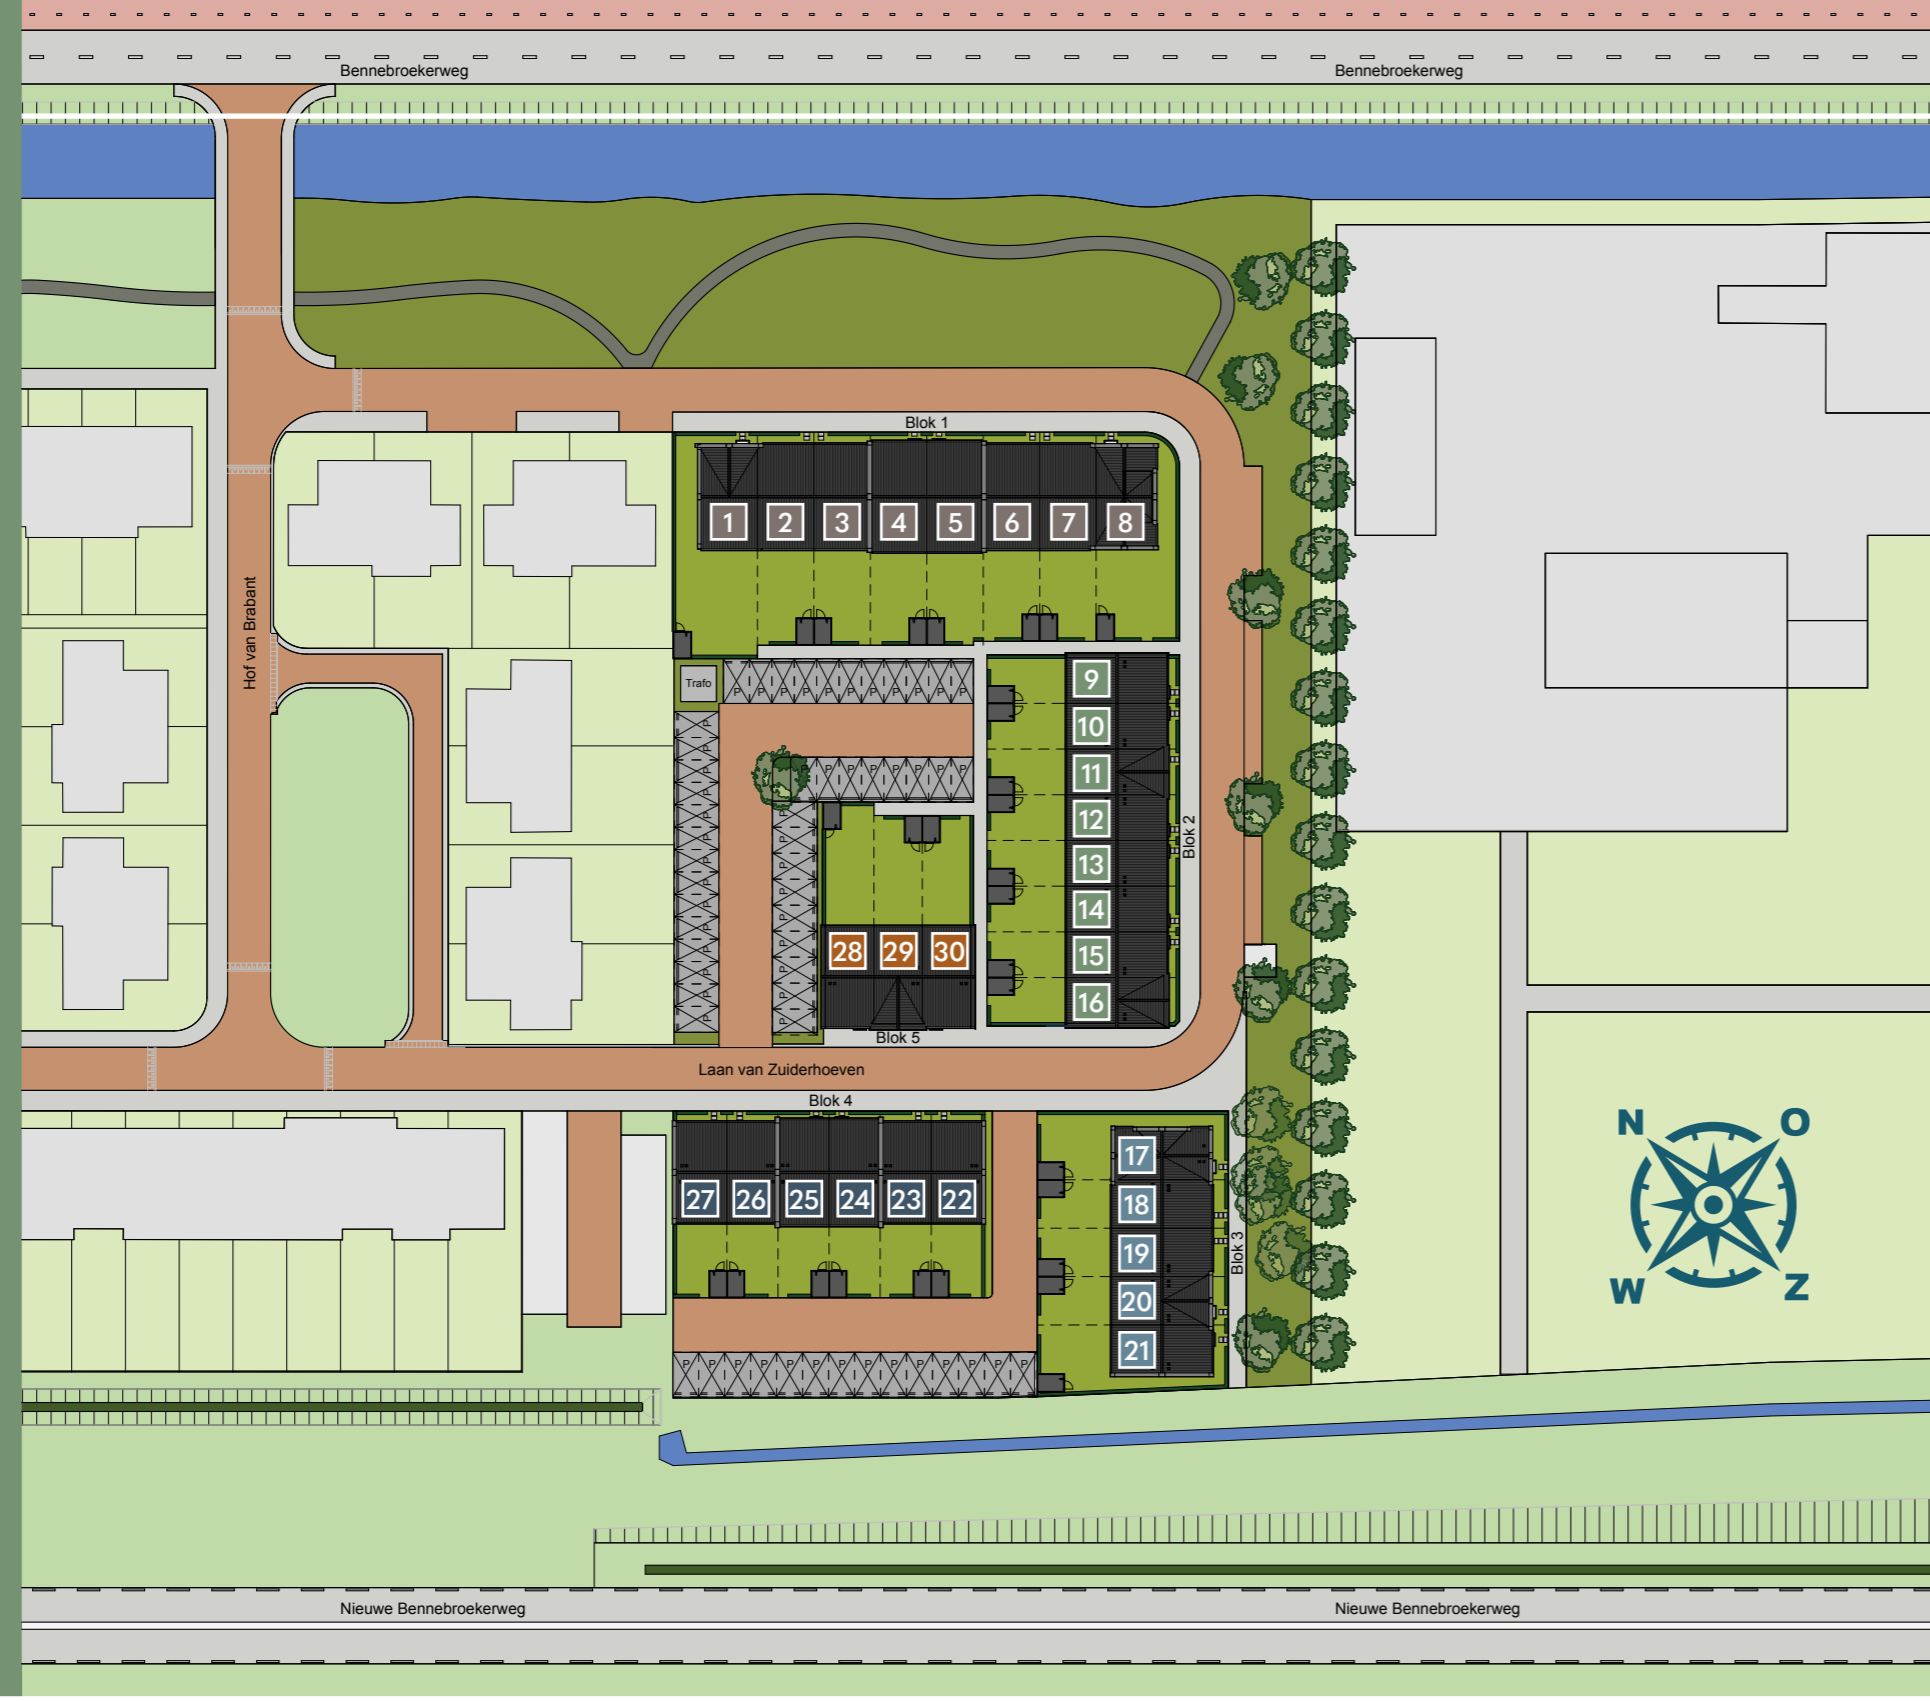 Bennebroekerweg
Bennebroekerweg
Blok 1
1 2 3 4 5 6 7 8
Hof van Brabant
Trafo
P P P P P P P P P P P
9
10
11
12
13
14
15
16
Blok 2
28 29 30
Blok 5
Laan van Zuiderhoeven
Blok 4
27 26 25 24 23 22
17
18
19
20
21
Blok 3
P P P P P P P P P P P P P P
N O
W Z
Nieuwe Bennebroekerweg
Nieuwe Bennebroekerweg